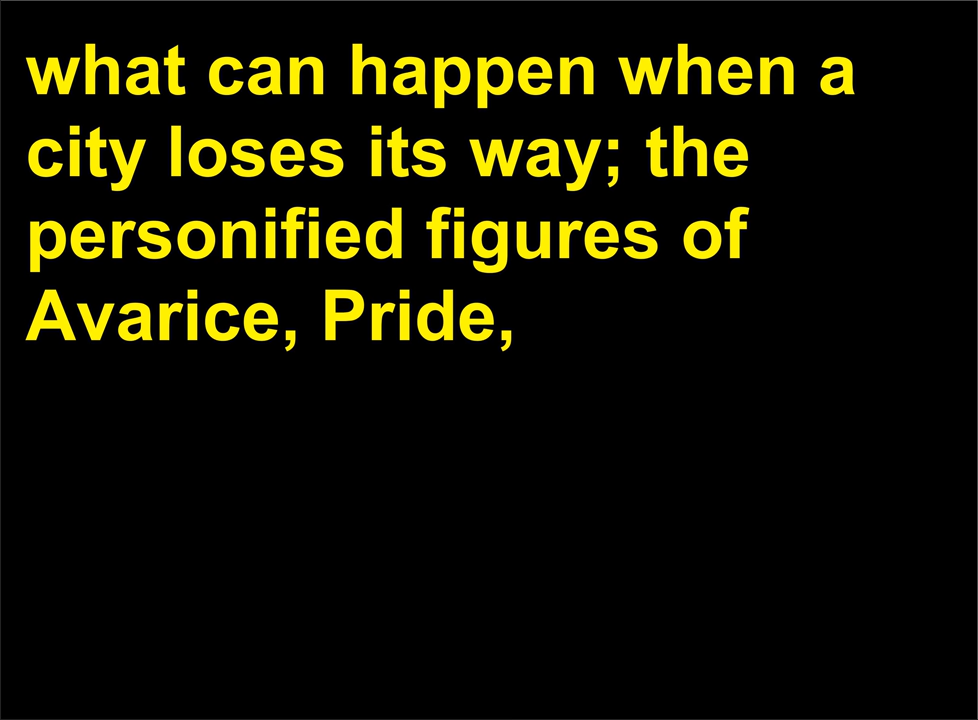 what can happen when a
city loses its way; the
personified figures of
Avarice, Pride,